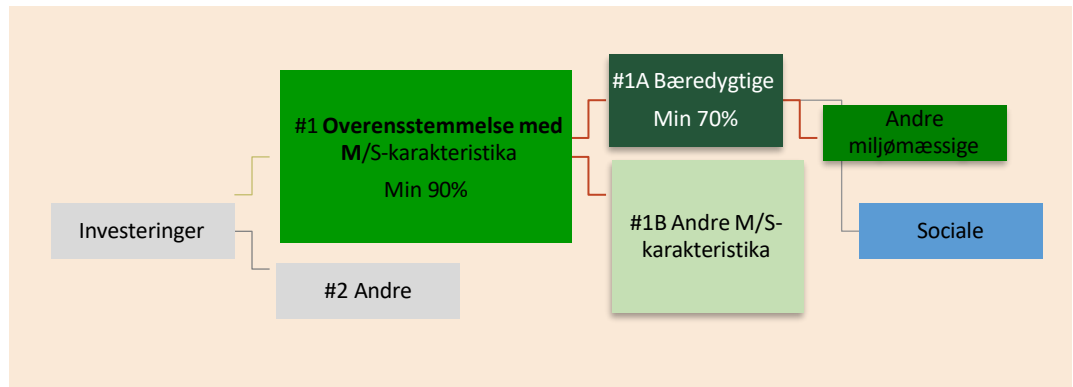 Investeringer
#1 Overensstemmelse med
M/S-karakteristika
Min 90%
#2 Andre
#1A Bæredygtige
Min 70%
#1B Andre M/S-
karakteristika
Andre
miljømæssige
Sociale